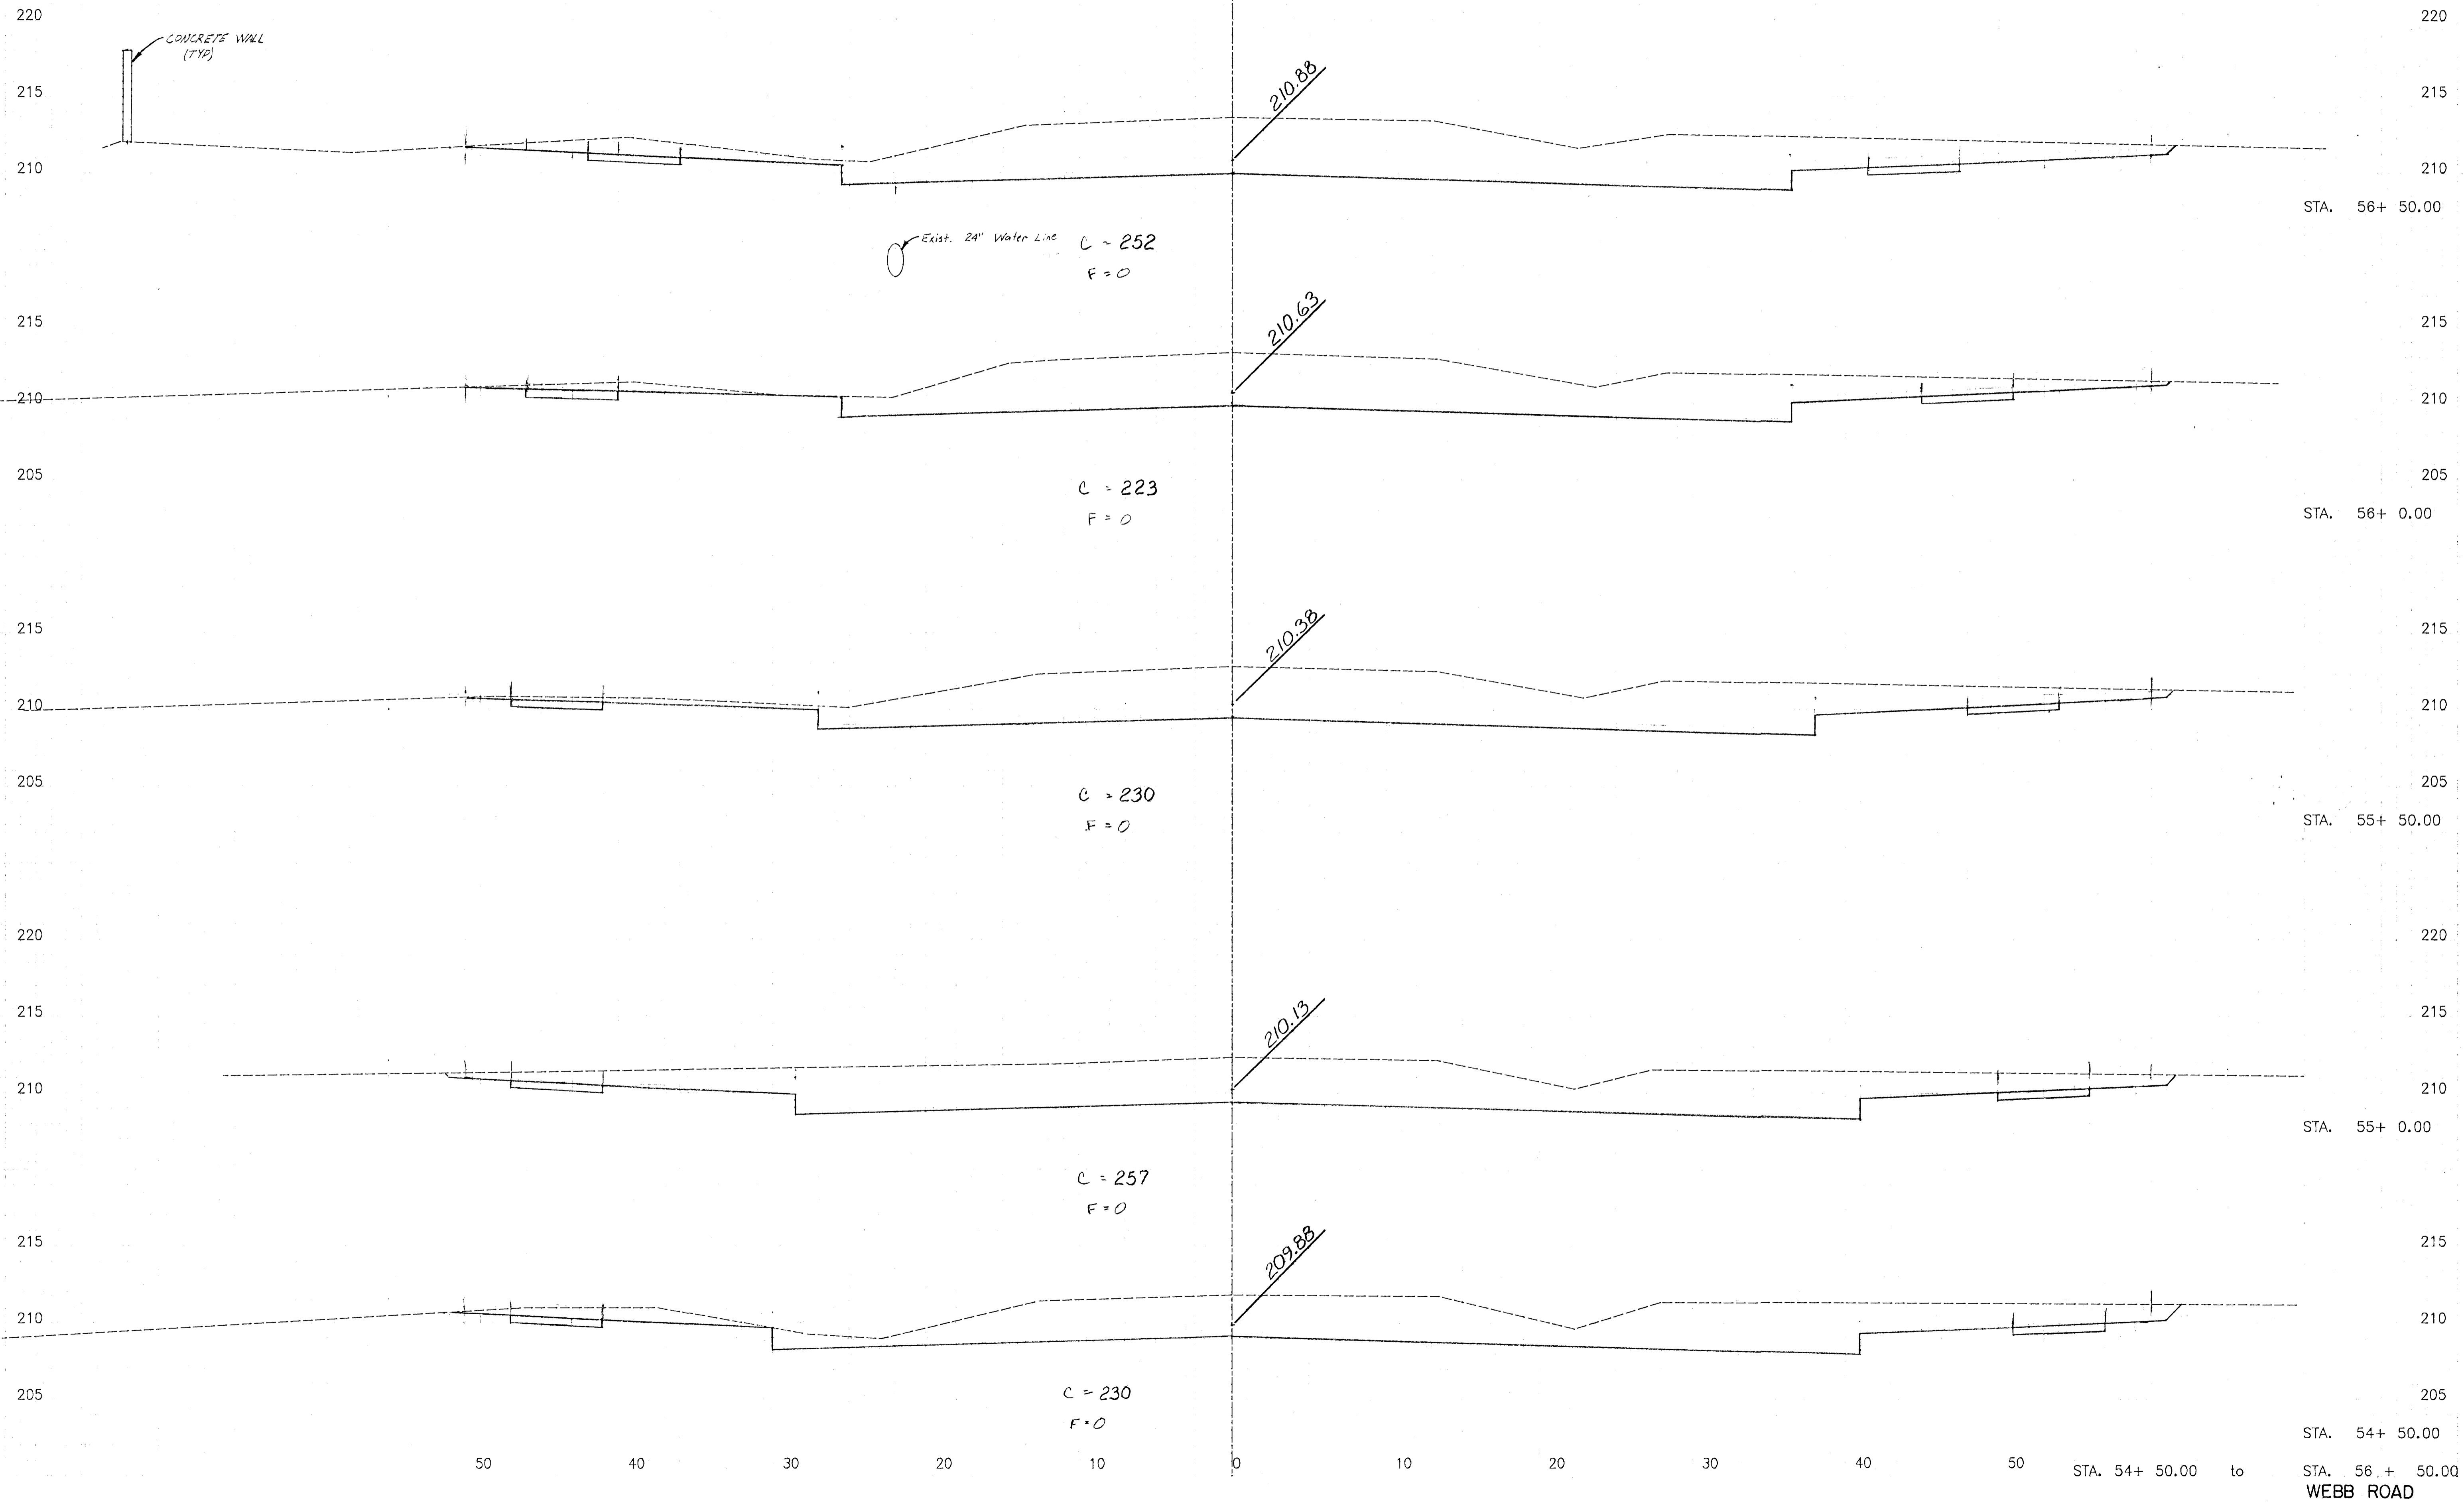 220 220
CONCRETE WALL
(TYP)
210.88
215 215
210 210
STA. 56+ 50.00
Exist. 24" Water Line
C = 252
F = 0
210.63
215 215
210 210
205 205
C = 223
F = 0
STA. 56+ 0.00
210.38
215 215
210 210
205 205
C = 230
F = 0
STA. 55+ 50.00
220 220
210.13
215 215
210 210
STA. 55+ 0.00
C = 257
F = 0
209.88
215 215
210 210
205 205
C = 230
F = 0
STA. 54+ 50.00
50 40 30 20 10 0 10 20 30 40 50
STA. 54+ 50.00 to STA. 56 + 50.00
WEBB ROAD